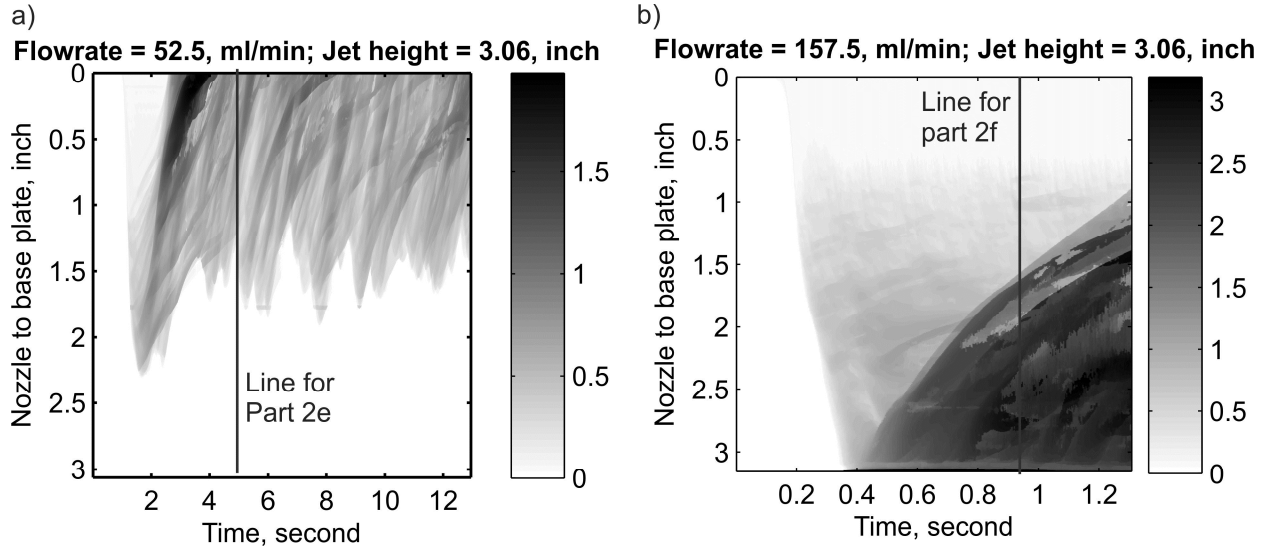 a)
Flowrate = 52.5, ml/min; Jet height = 3.06, inch
0
0.5
1
1.5
2
2.5
3
Nozzle to base plate, inch
Line for
Part 2e
2 4 6 8 10 12
Time, second
1.5
1
0.5
0
b)
Flowrate = 157.5, ml/min; Jet height = 3.06, inch
0
0.5
1
1.5
2
2.5
3
Nozzle to base plate, inch
Line for
part 2f
0.2 0.4 0.6 0.8 1 1.2
Time, second
3
2.5
2
1.5
1
0.5
0